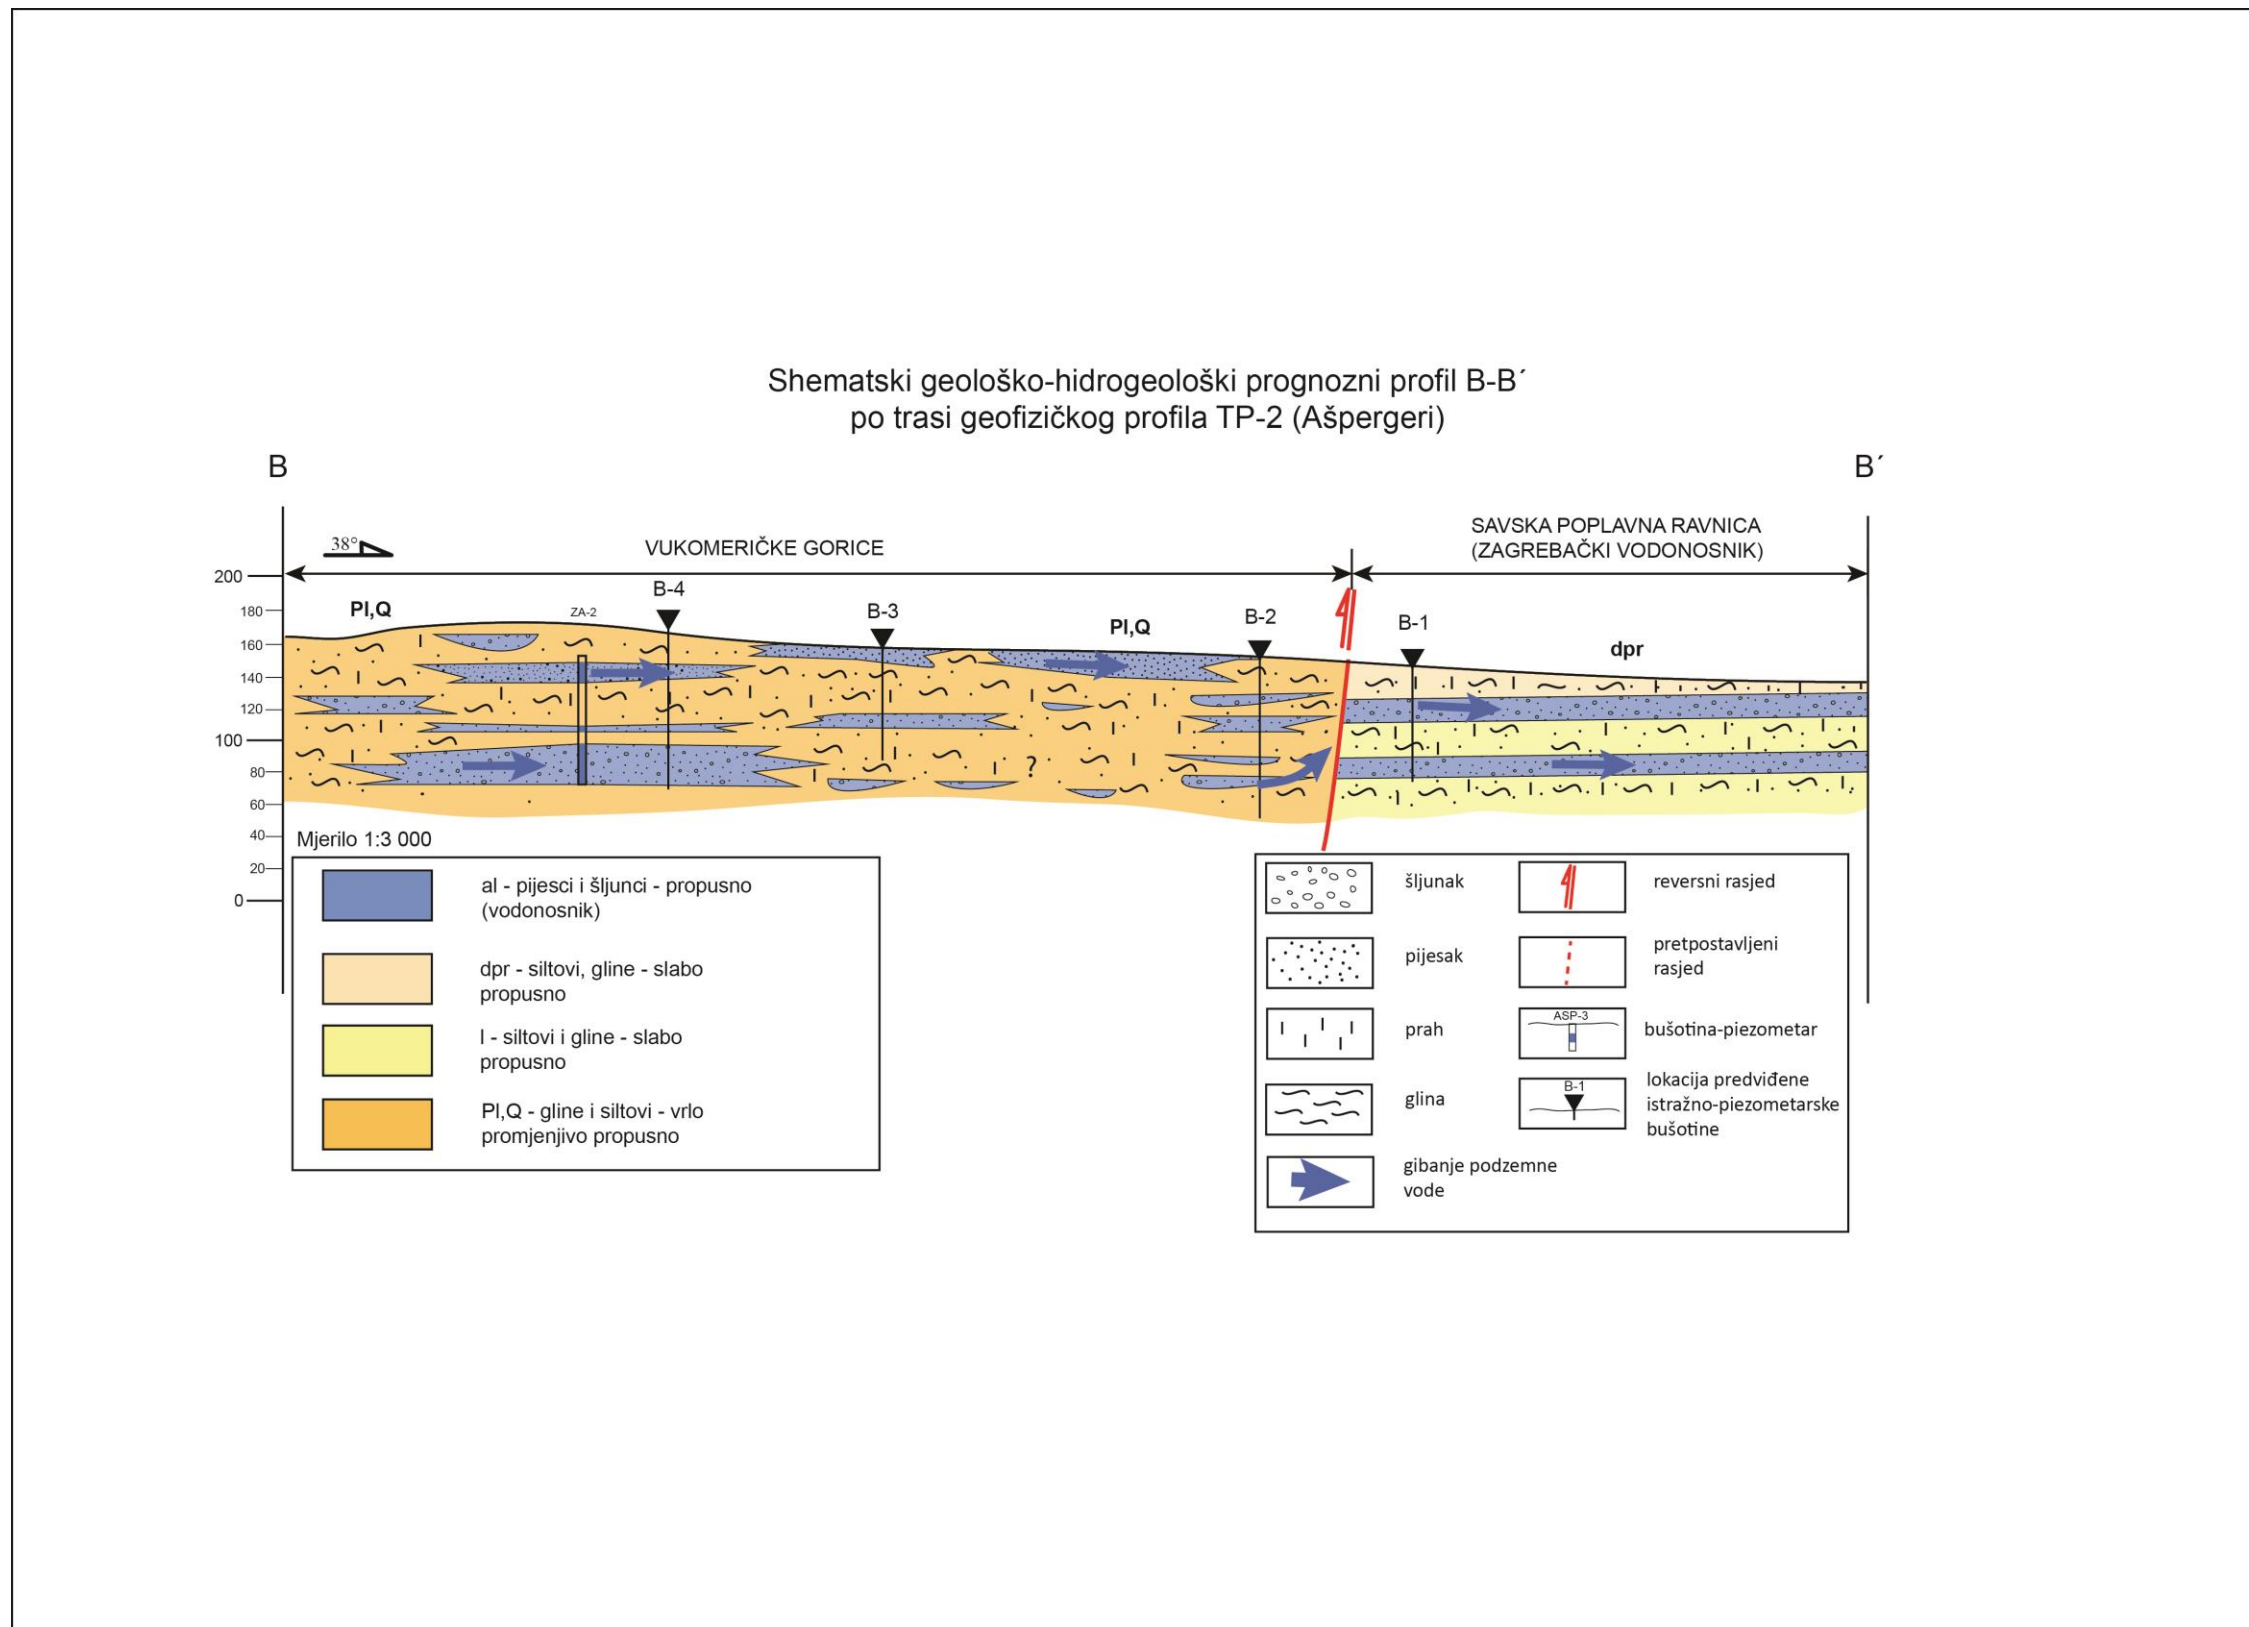 Shematski geološko-hidrogeološki prognozni profil B-B´
po trasi geofizičkog profila TP-2 (Ašpergeri)
B
B´
38°
VUKOMERIČKE GORICE
SAVSKA POPLAVNA RAVNICA
(ZAGREBAČKI VODONOSNIK)
200
180
160
140
120
100
80
60
40
20
0
Pl,Q
ZA-2
B-4
B-3
Pl,Q
B-2
B-1
dpr
?
Mjerilo 1:3 000
al - pijesci i šljunci - propusno
(vodonosnik)
dpr - siltovi, gline - slabo
propusno
l - siltovi i gline - slabo
propusno
Pl,Q - gline i siltovi - vrlo
promjenjivo propusno
šljunak
pijesak
prah
glina
gibanje podzemne
vode
reversni rasjed
pretpostavljeni
rasjed
ASP-3
bušotina-piezometar
B-1
lokacija predviđene
istražno-piezometarske
bušotine